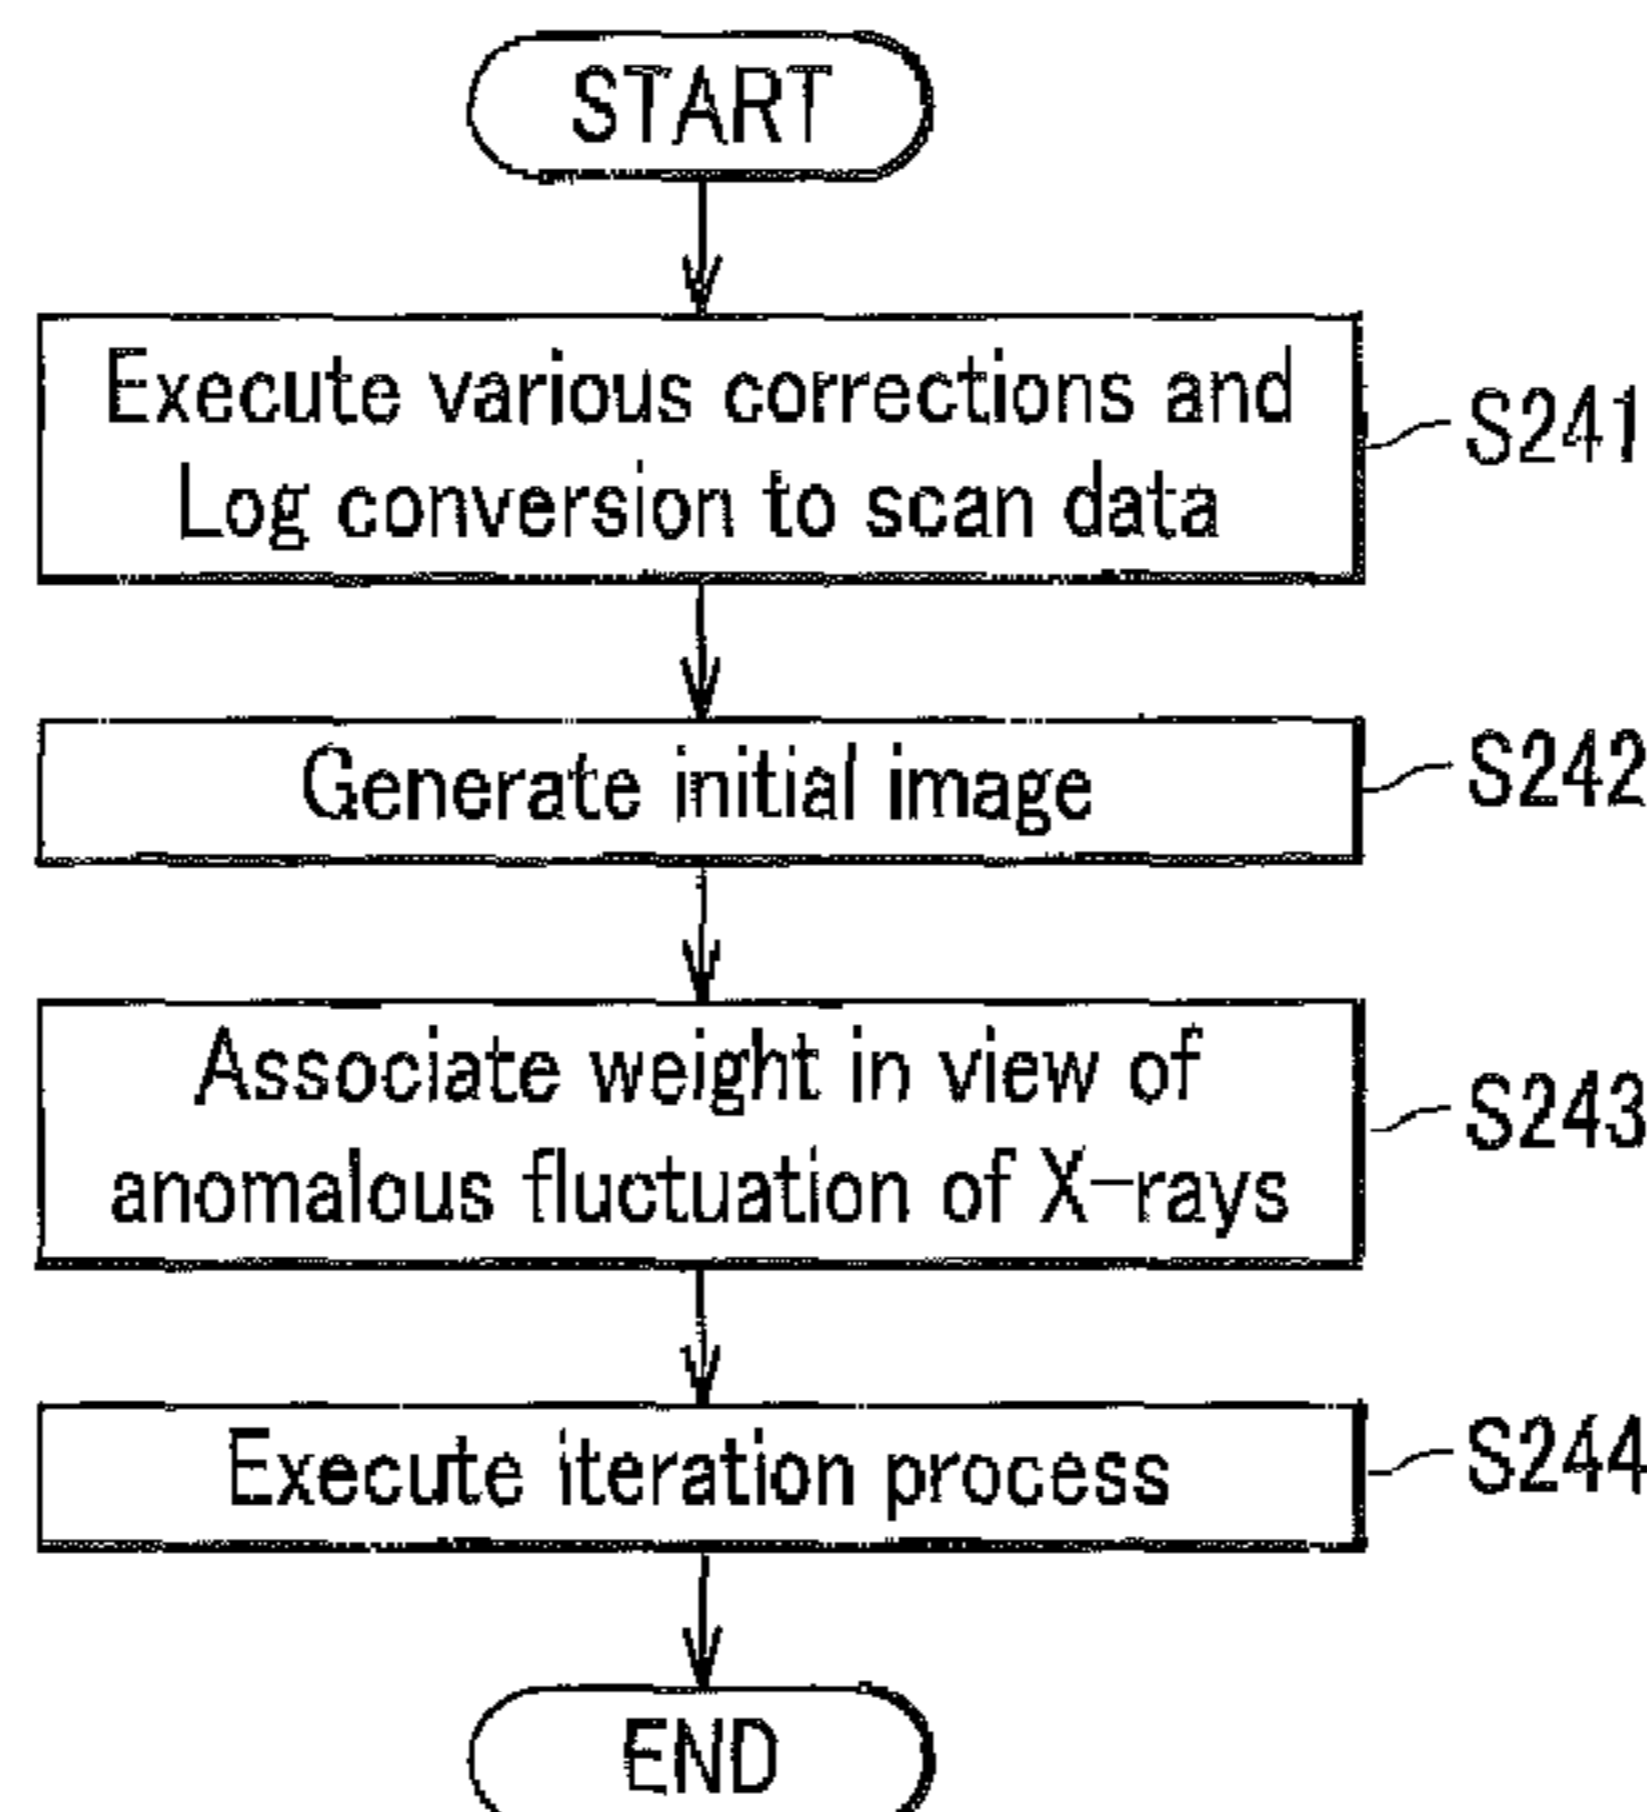 START
Execute various corrections and
Log conversion to scan data
S241
Generate initial image
S242
Associate weight in view of
anomalous fluctuation of X-rays
S243
Execute iteration process
S244
END